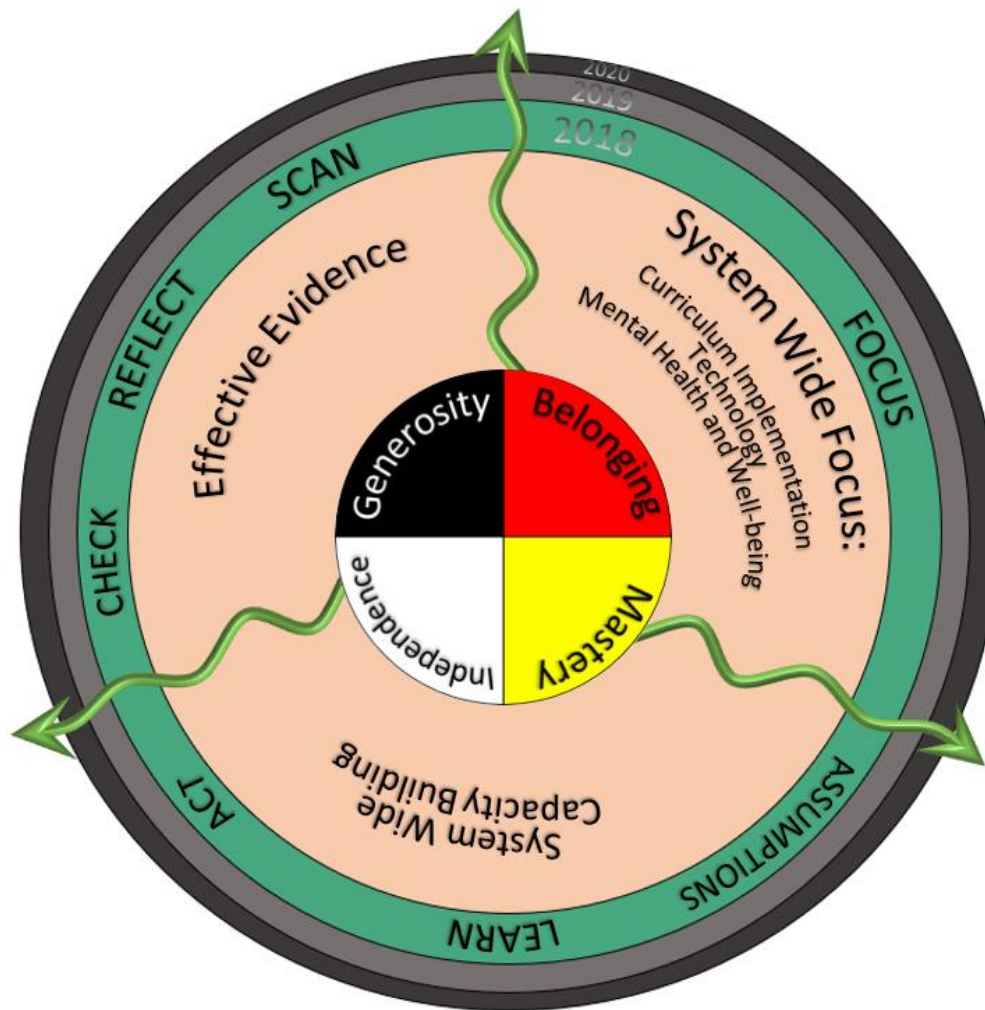 2020
2019
2018
SCAN
FOCUS
ASSUMPTIONS
LEARN
ACT
CHECK
REFLECT
System Wide Focus:
Curriculum Implementation
Technology
Mental Health and Well-being
System Wide
Capacity Building
Effective Evidence
Generosity
Belonging
Mastery
Independence